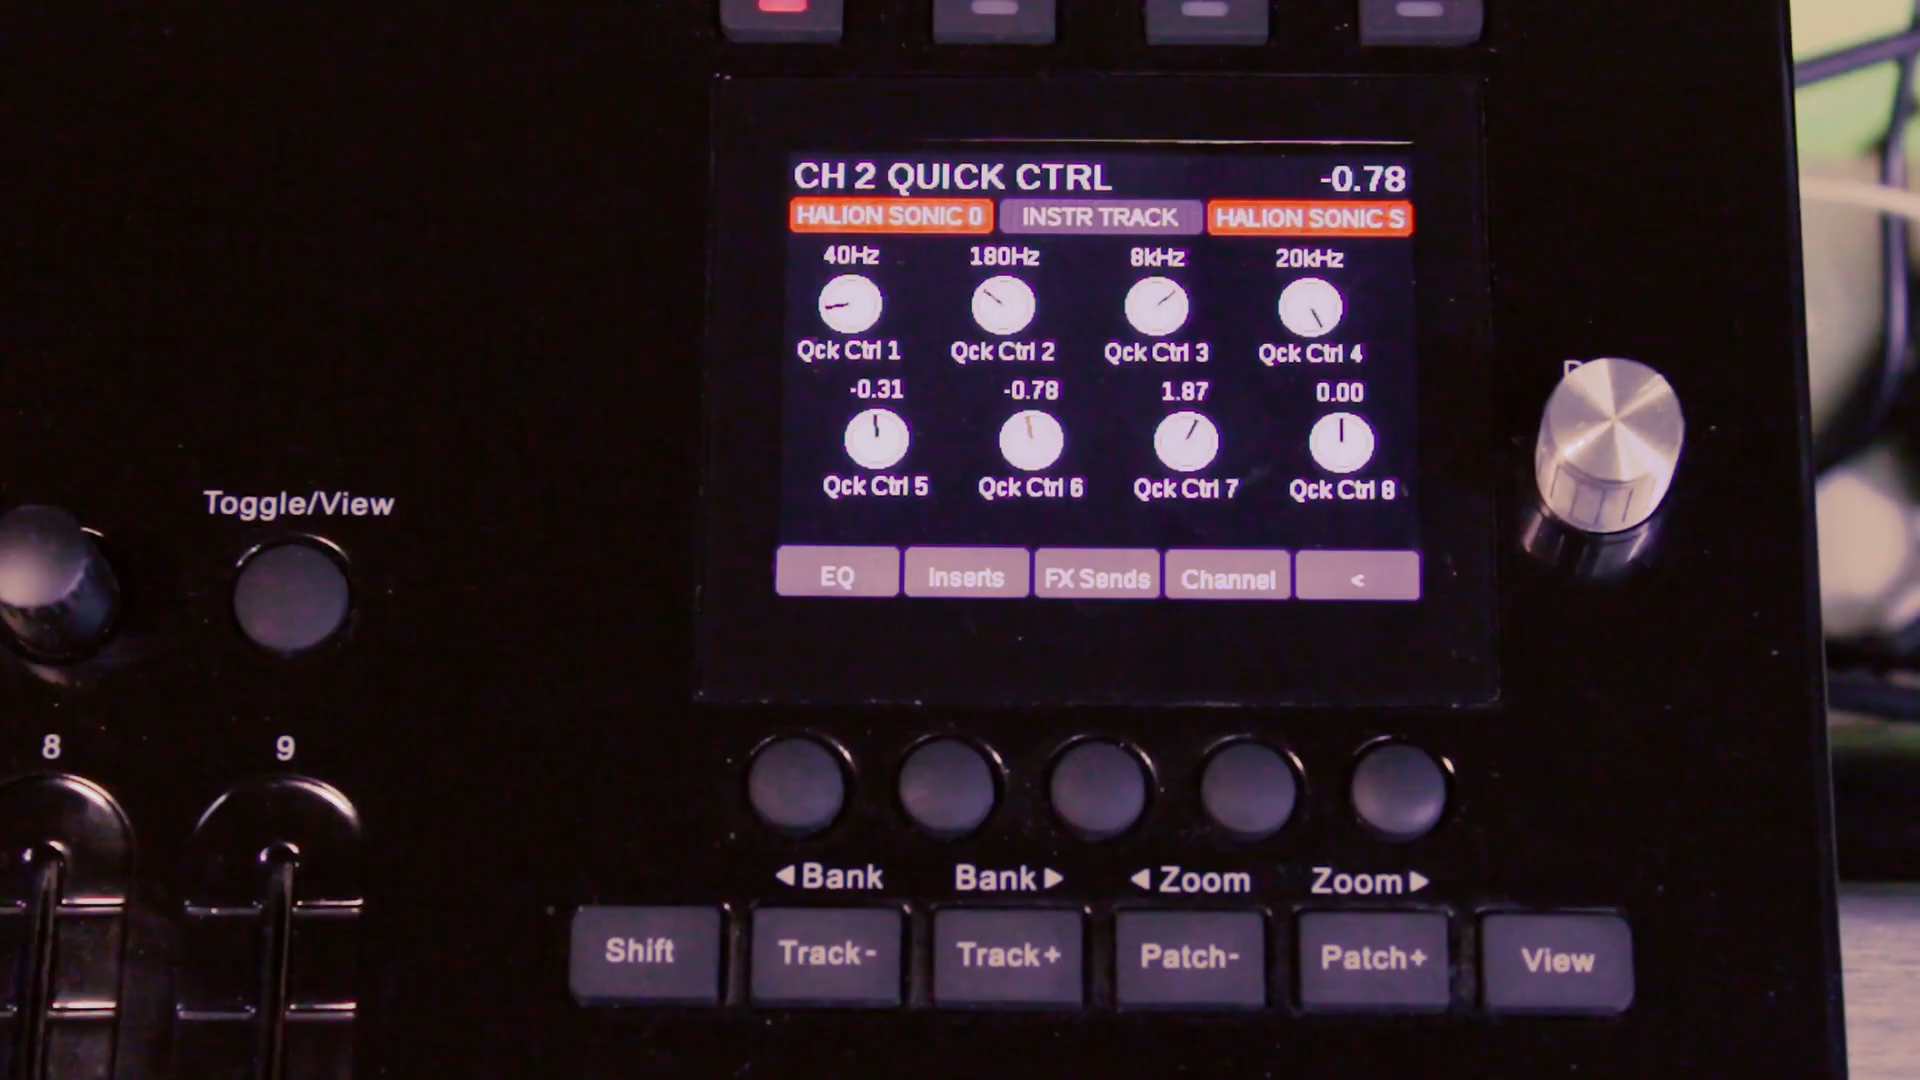 CH 2 QUICK CTRL -0.78
HALION SONIC 0 INSTR TRACK HALION SONIC S
40Hz 180Hz 8kHz 20kHz
Qck Ctrl 1 Qck Ctrl 2 Qck Ctrl 3 Qck Ctrl 4
-0.31 -0.78 1.87 0.00
Qck Ctrl 5 Qck Ctrl 6 Qck Ctrl 7 Qck Ctrl 8
EQ Inserts FX Sends Channel <
Toggle/View
8 9
◀Bank Bank▶ ◀Zoom Zoom▶
Shift Track- Track+ Patch- Patch+ View